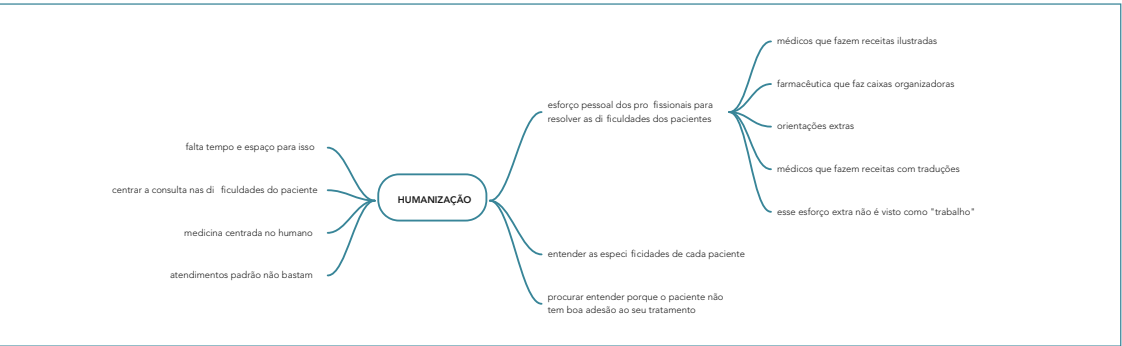 falta tempo e espaço para isso
centrar a consulta nas di ficuldades do paciente
medicina centrada no humano
atendimentos padrão não bastam
HUMANIZAÇÃO
esforço pessoal dos pro fissionais para
resolver as di ficuldades dos pacientes
médicos que fazem receitas ilustradas
farmacêutica que faz caixas organizadoras
orientações extras
médicos que fazem receitas com traduções
esse esforço extra não é visto como "trabalho"
entender as especi ficidades de cada paciente
procurar entender porque o paciente não
tem boa adesão ao seu tratamento